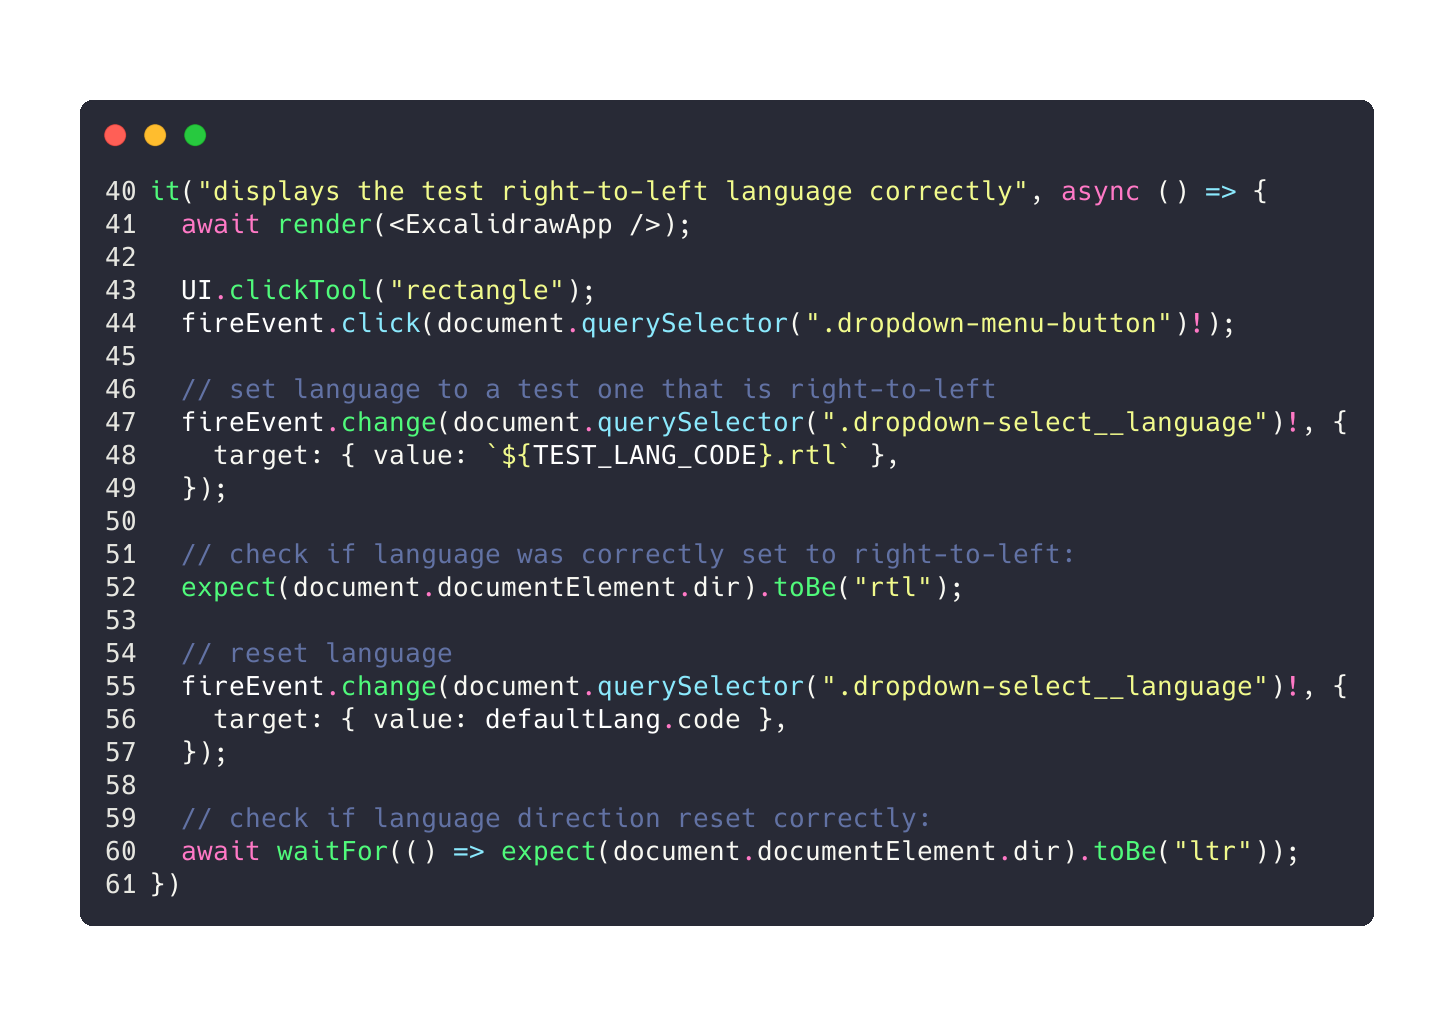 40 it("displays the test right-to-left language correctly", async () => {
41   await render(<ExcalidrawApp />);
42
43   UI.clickTool("rectangle");
44   fireEvent.click(document.querySelector(".dropdown-menu-button")!);
45
46   // set language to a test one that is right-to-left
47   fireEvent.change(document.querySelector(".dropdown-select__language")!, {
48     target: { value: `${TEST_LANG_CODE}.rtl` },
49   });
50
51   // check if language was correctly set to right-to-left:
52   expect(document.documentElement.dir).toBe("rtl");
53
54   // reset language
55   fireEvent.change(document.querySelector(".dropdown-select__language")!, {
56     target: { value: defaultLang.code },
57   });
58
59   // check if language direction reset correctly:
60   await waitFor(() => expect(document.documentElement.dir).toBe("ltr"));
61 })